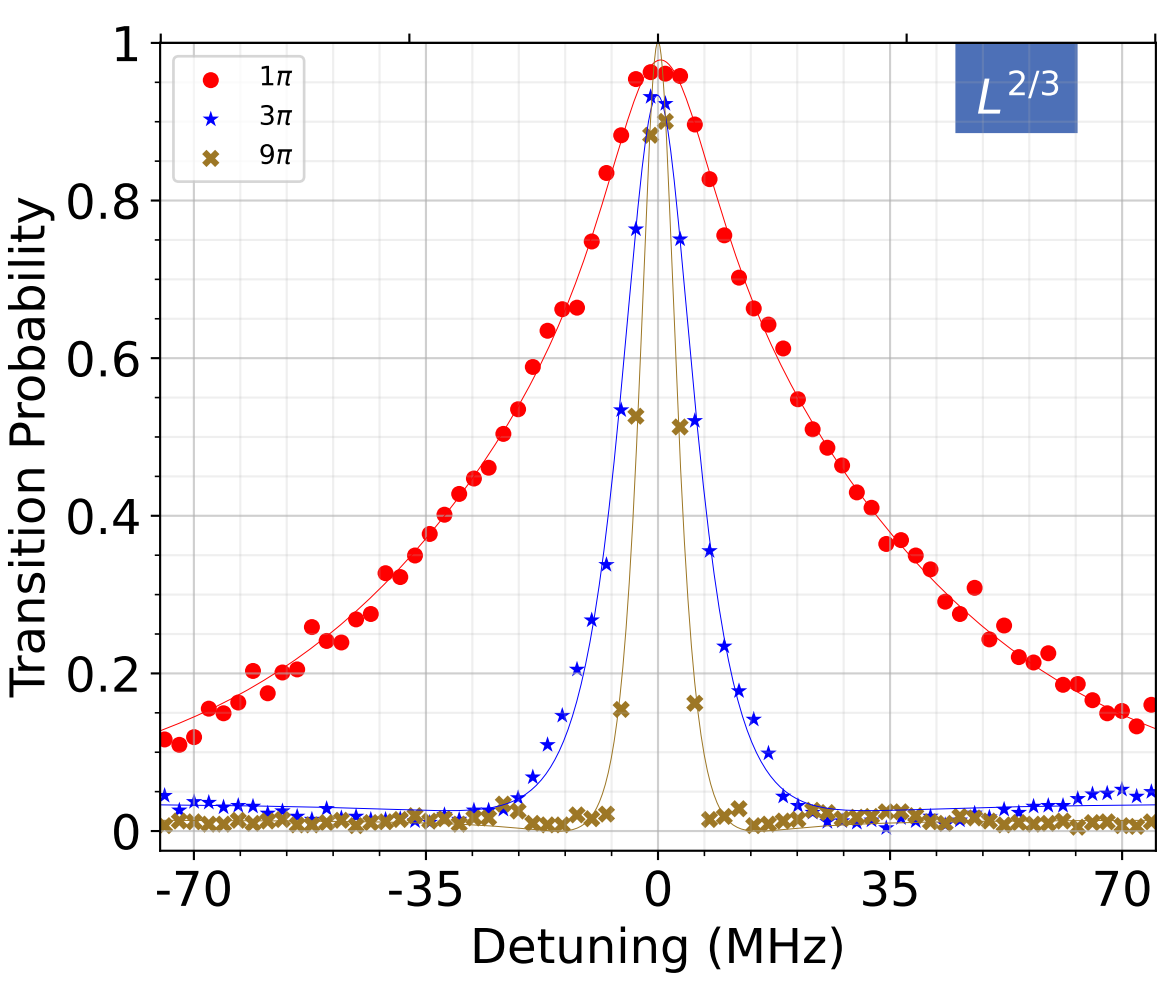 1π
3π
9π
L^{2/3}
1
0.8
0.6
0.4
0.2
0
-70 -35 0 35 70
Transition Probability
Detuning (MHz)